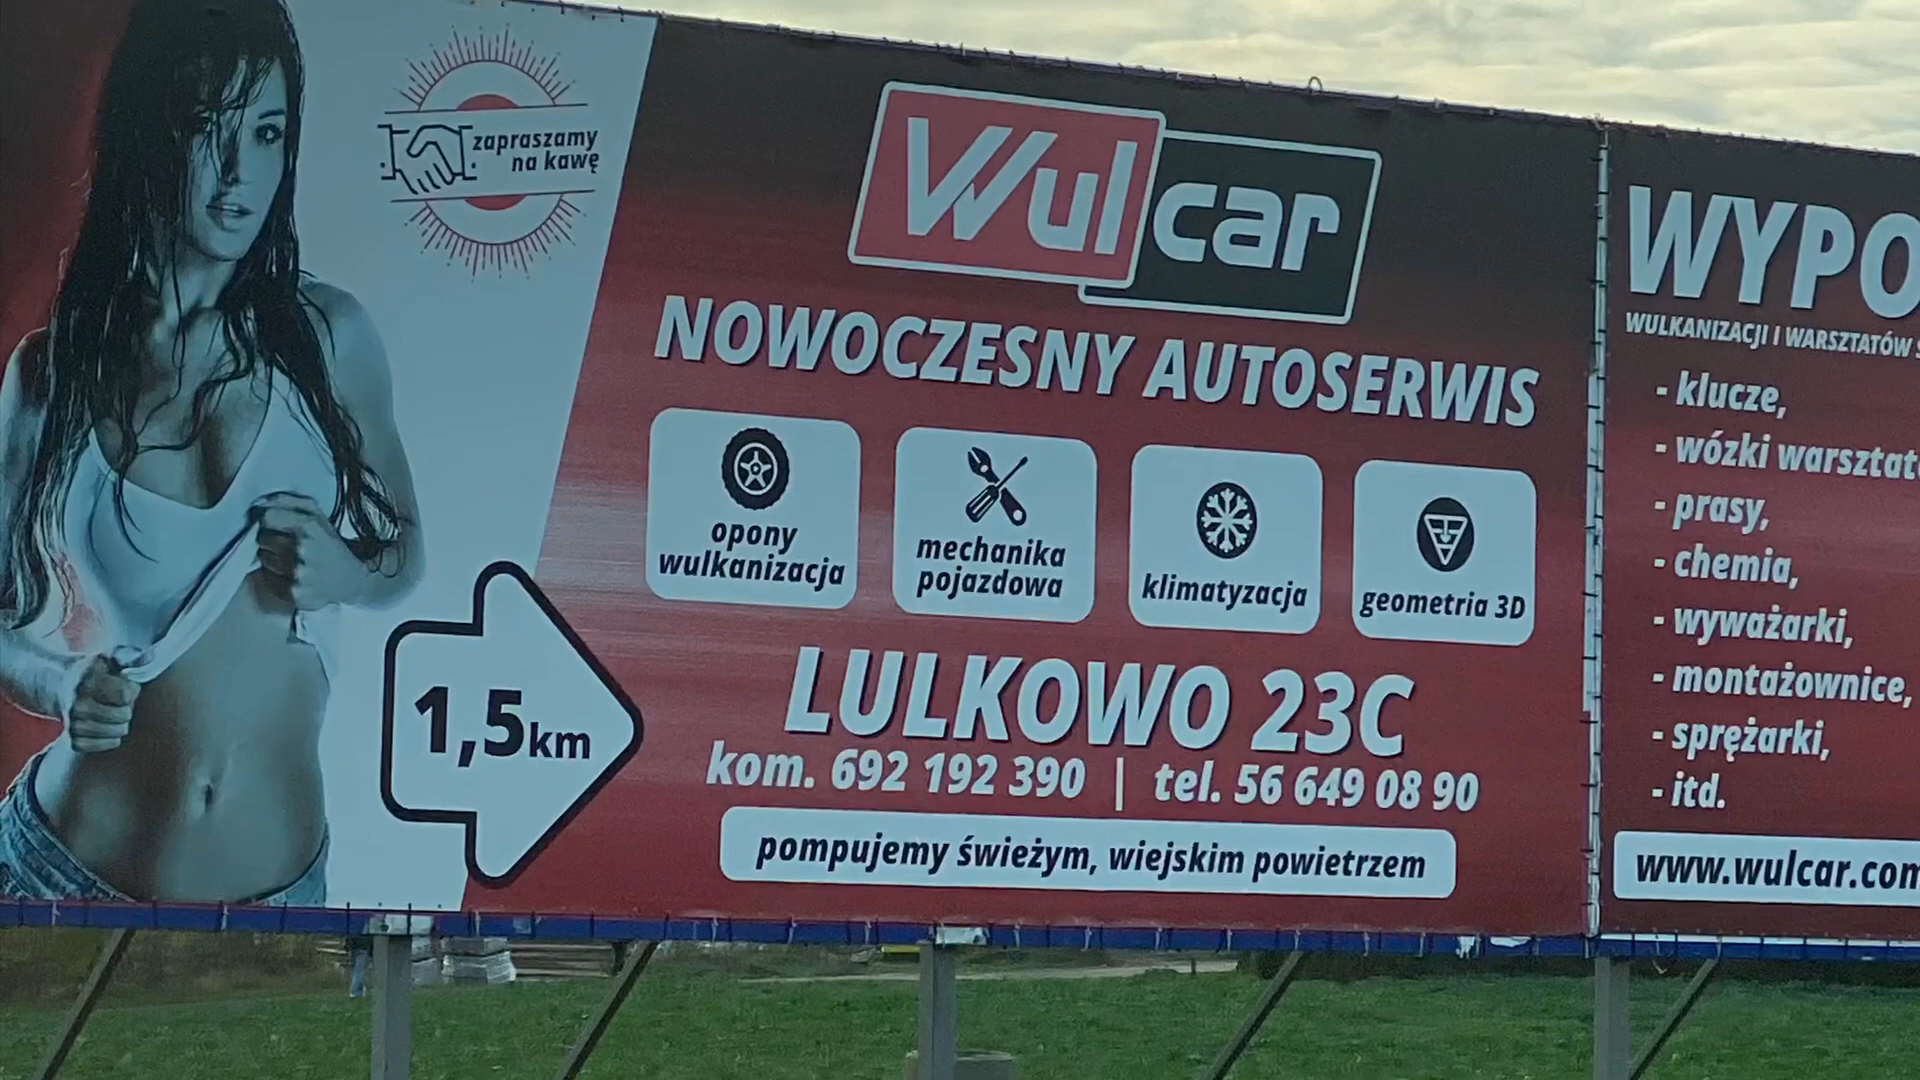 zapraszamy
na kawę
Wulcar
NOWOCZESNY AUTOSERWIS
opony
wulkanizacja
mechanika
pojazdowa
klimatyzacja
geometria 3D
1,5km
LULKOWO 23C
kom. 692 192 390 | tel. 56 649 08 90
pompujemy świeżym, wiejskim powietrzem
WYPO
WULKANIZACJI I WARSZTATÓW
- klucze,
- wózki warsztat
- prasy,
- chemia,
- wyważarki,
- montażownice,
- sprężarki,
- itd.
www.wulcar.com